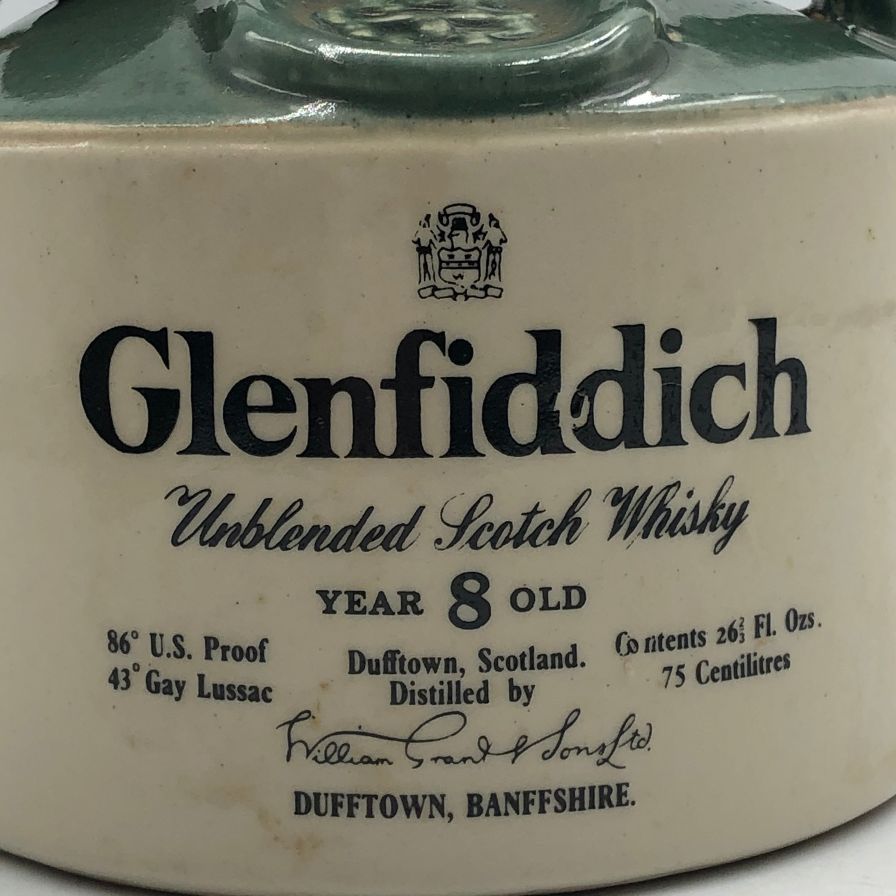 Glenfiddich
Unblended Scotch Whisky
YEAR 8 OLD
86° U.S. Proof
43° Gay Lussac
Dufftown, Scotland.
Distilled by
Contents 26⅔ Fl. Ozs.
75 Centilitres
William Grant & Sons Ltd.
DUFFTOWN, BANFFSHIRE.